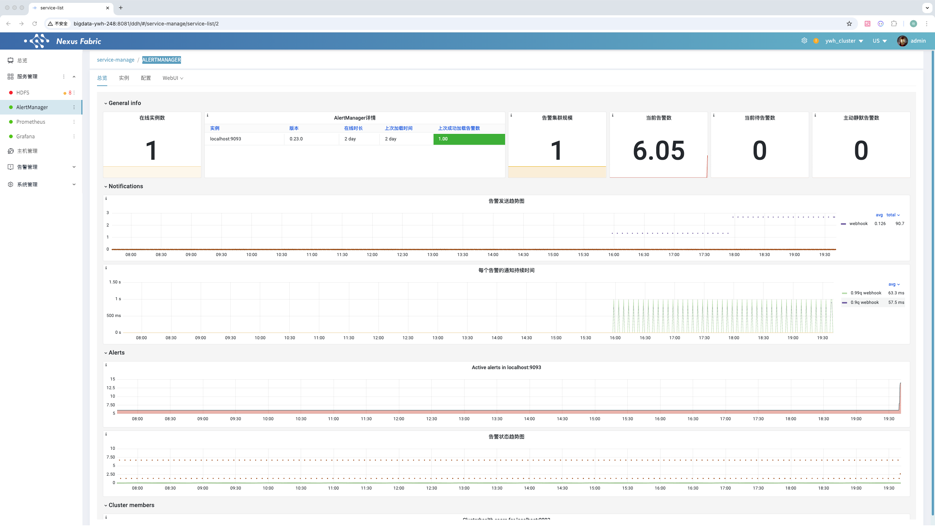 service-list
不安全
bigdata-ywh-248:8081/ddh/#/service-manage/service-list/2
Nexus Fabric
ywh_cluster
US
admin
总览
服务管理
HDFS
AlertManager
Prometheus
Grafana
主机管理
告警管理
系统管理
service-manage / ALERTMANAGER
总览 实例 配置 WebUI
General info
在线实例数
1
AlertManager详情
实例 版本 在线时长 上次加载时间 上次成功加载告警数
localhost:9093 0.23.0 2 day 2 day 1.00
告警集群规模
1
当前告警数
6.05
当前待告警数
0
主动静默告警数
0
Notifications
告警发送趋势图
3
2
1
0
08:00 08:30 09:00 09:30 10:00 10:30 11:00 11:30 12:00 12:30 13:00 13:30 14:00 14:30 15:00 15:30 16:00 16:30 17:00 17:30 18:00 18:30 19:00 19:30
avg total
webhook 0.126 90.7
每个告警的通知持续时间
1.50 s
1 s
500 ms
0 s
08:00 08:30 09:00 09:30 10:00 10:30 11:00 11:30 12:00 12:30 13:00 13:30 14:00 14:30 15:00 15:30 16:00 16:30 17:00 17:30 18:00 18:30 19:00 19:30
avg
0.99q webhook 63.3 ms
0.9q webhook 57.5 ms
Alerts
Active alerts in localhost:9093
15
12.5
10
7.50
5
08:00 08:30 09:00 09:30 10:00 10:30 11:00 11:30 12:00 12:30 13:00 13:30 14:00 14:30 15:00 15:30 16:00 16:30 17:00 17:30 18:00 18:30 19:00 19:30
告警状态趋势图
10
7.50
5
2.50
0
08:00 08:30 09:00 09:30 10:00 10:30 11:00 11:30 12:00 12:30 13:00 13:30 14:00 14:30 15:00 15:30 16:00 16:30 17:00 17:30 18:00 18:30 19:00 19:30
Cluster members